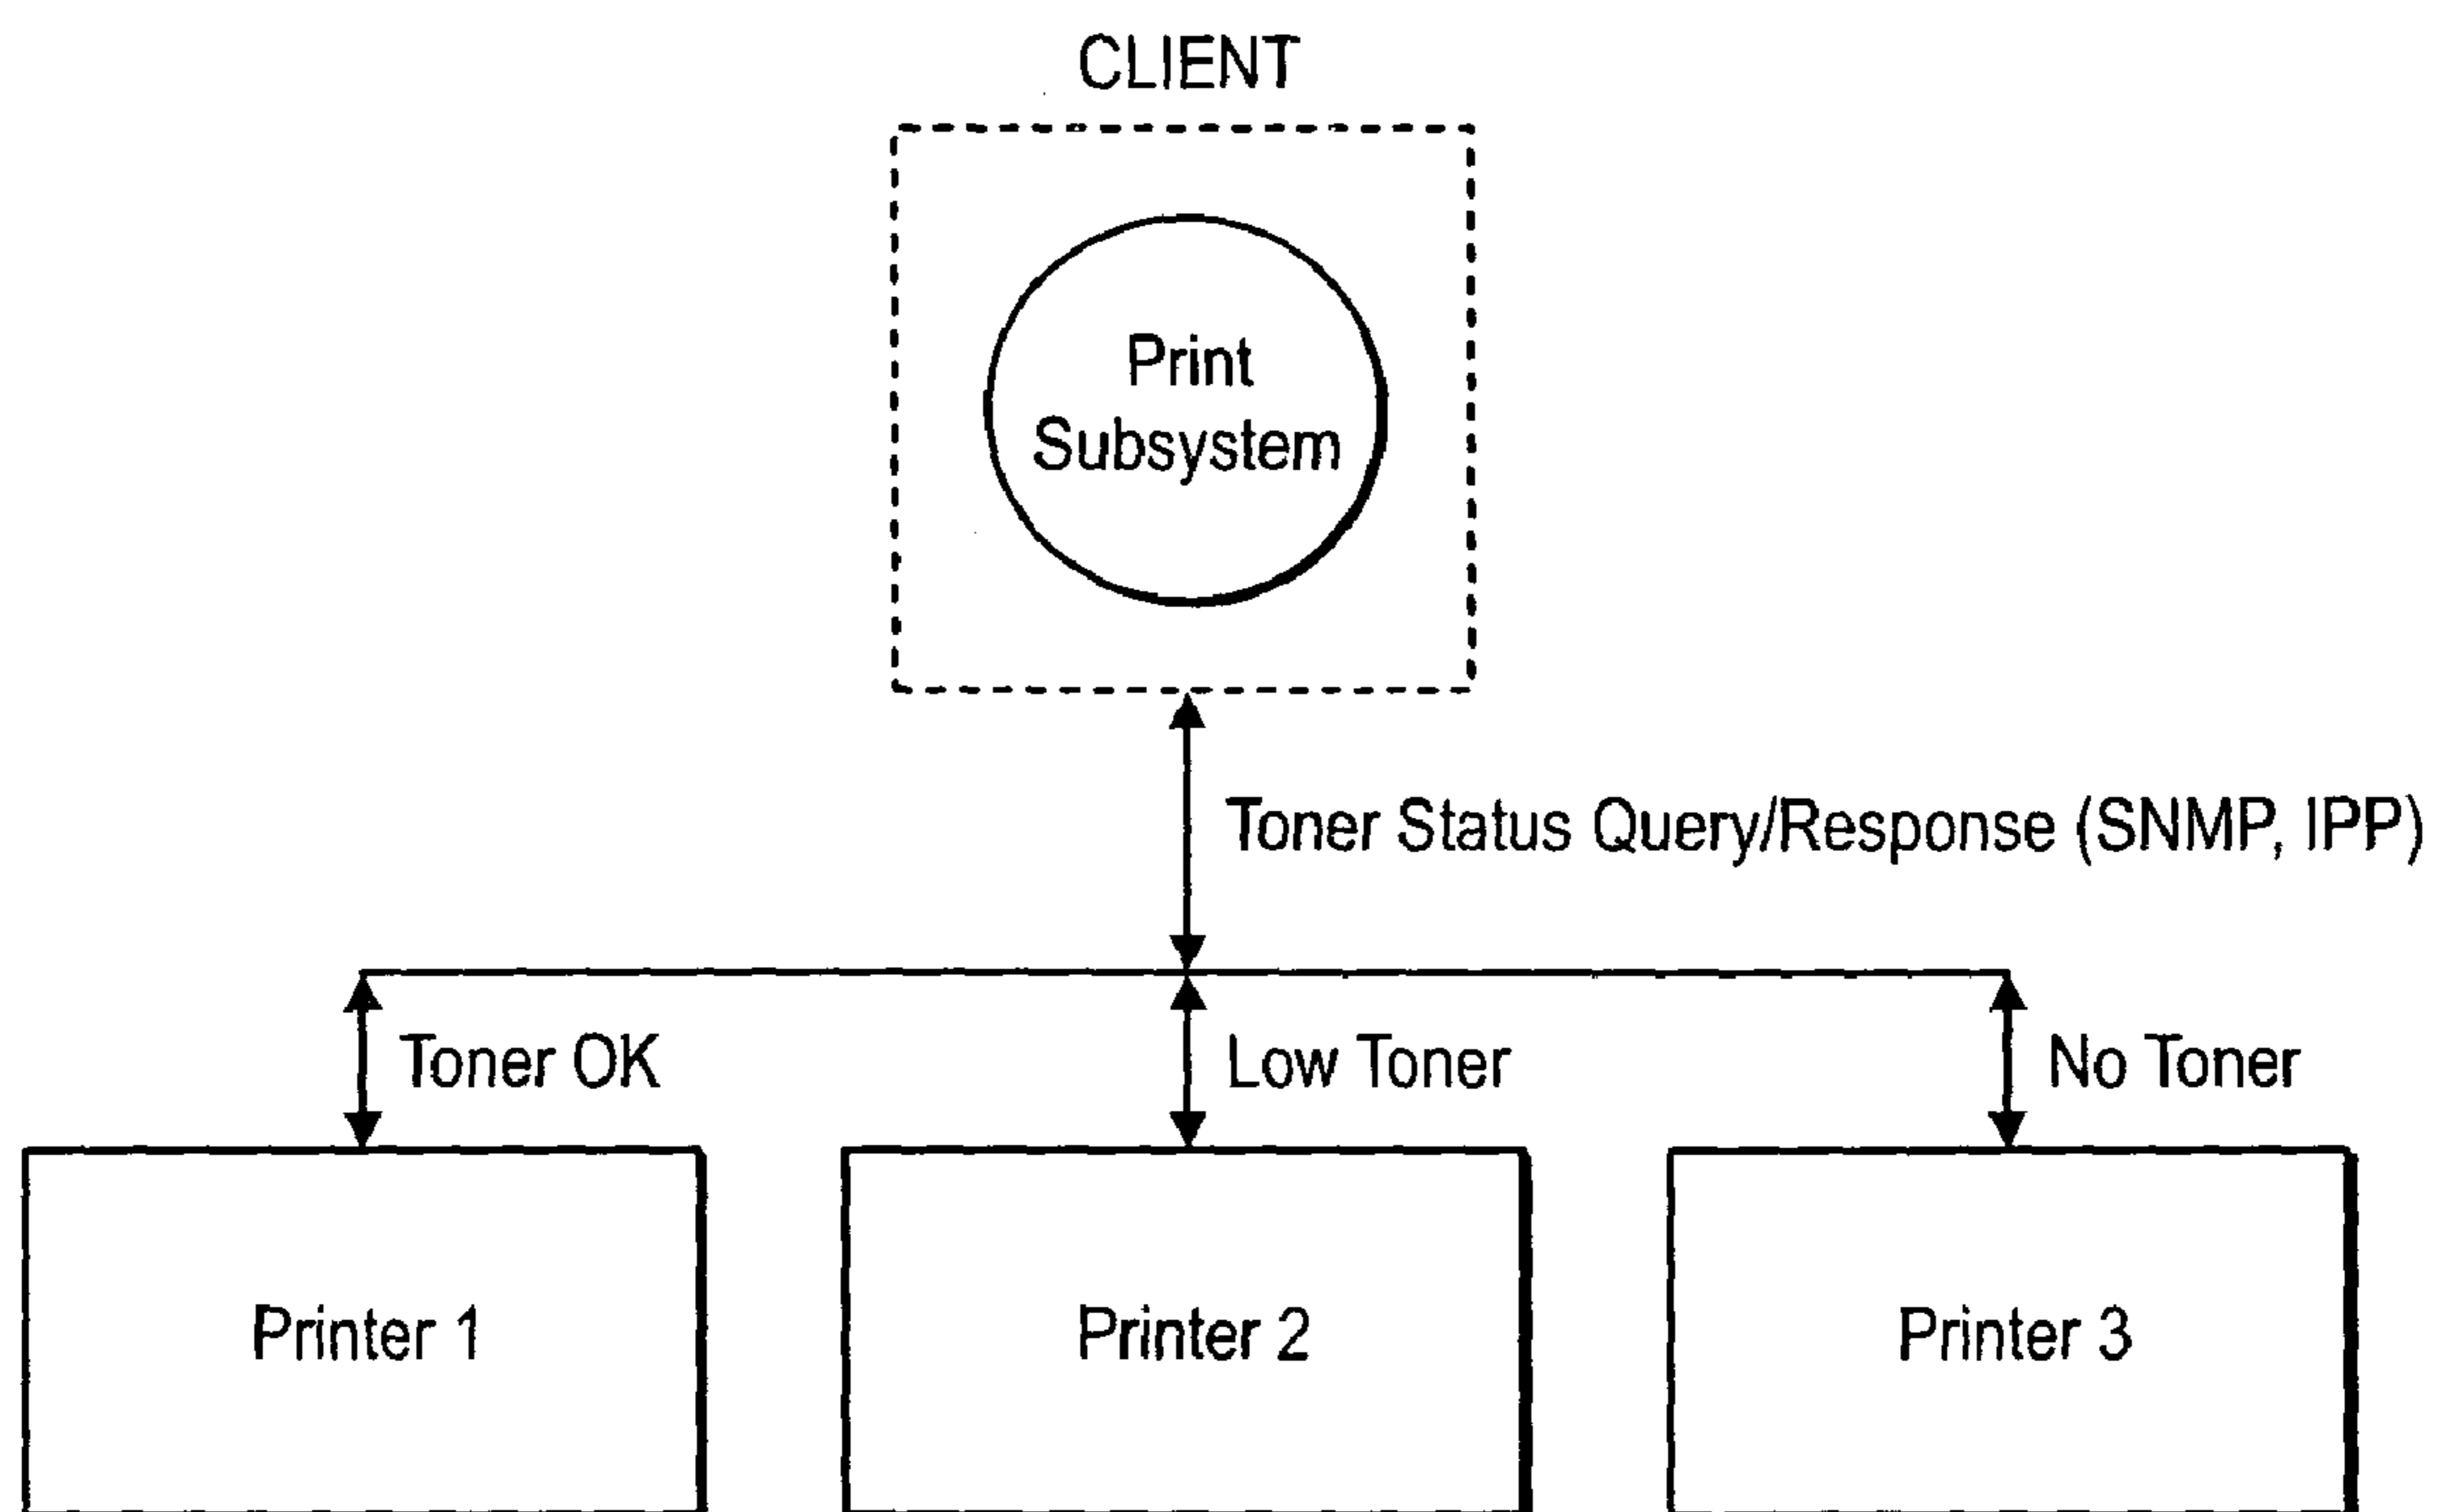 CLIENT
Print
Subsystem
Toner Status Query/Response (SNMP, IPP)
Toner OK
Low Toner
No Toner
Printer 1
Printer 2
Printer 3